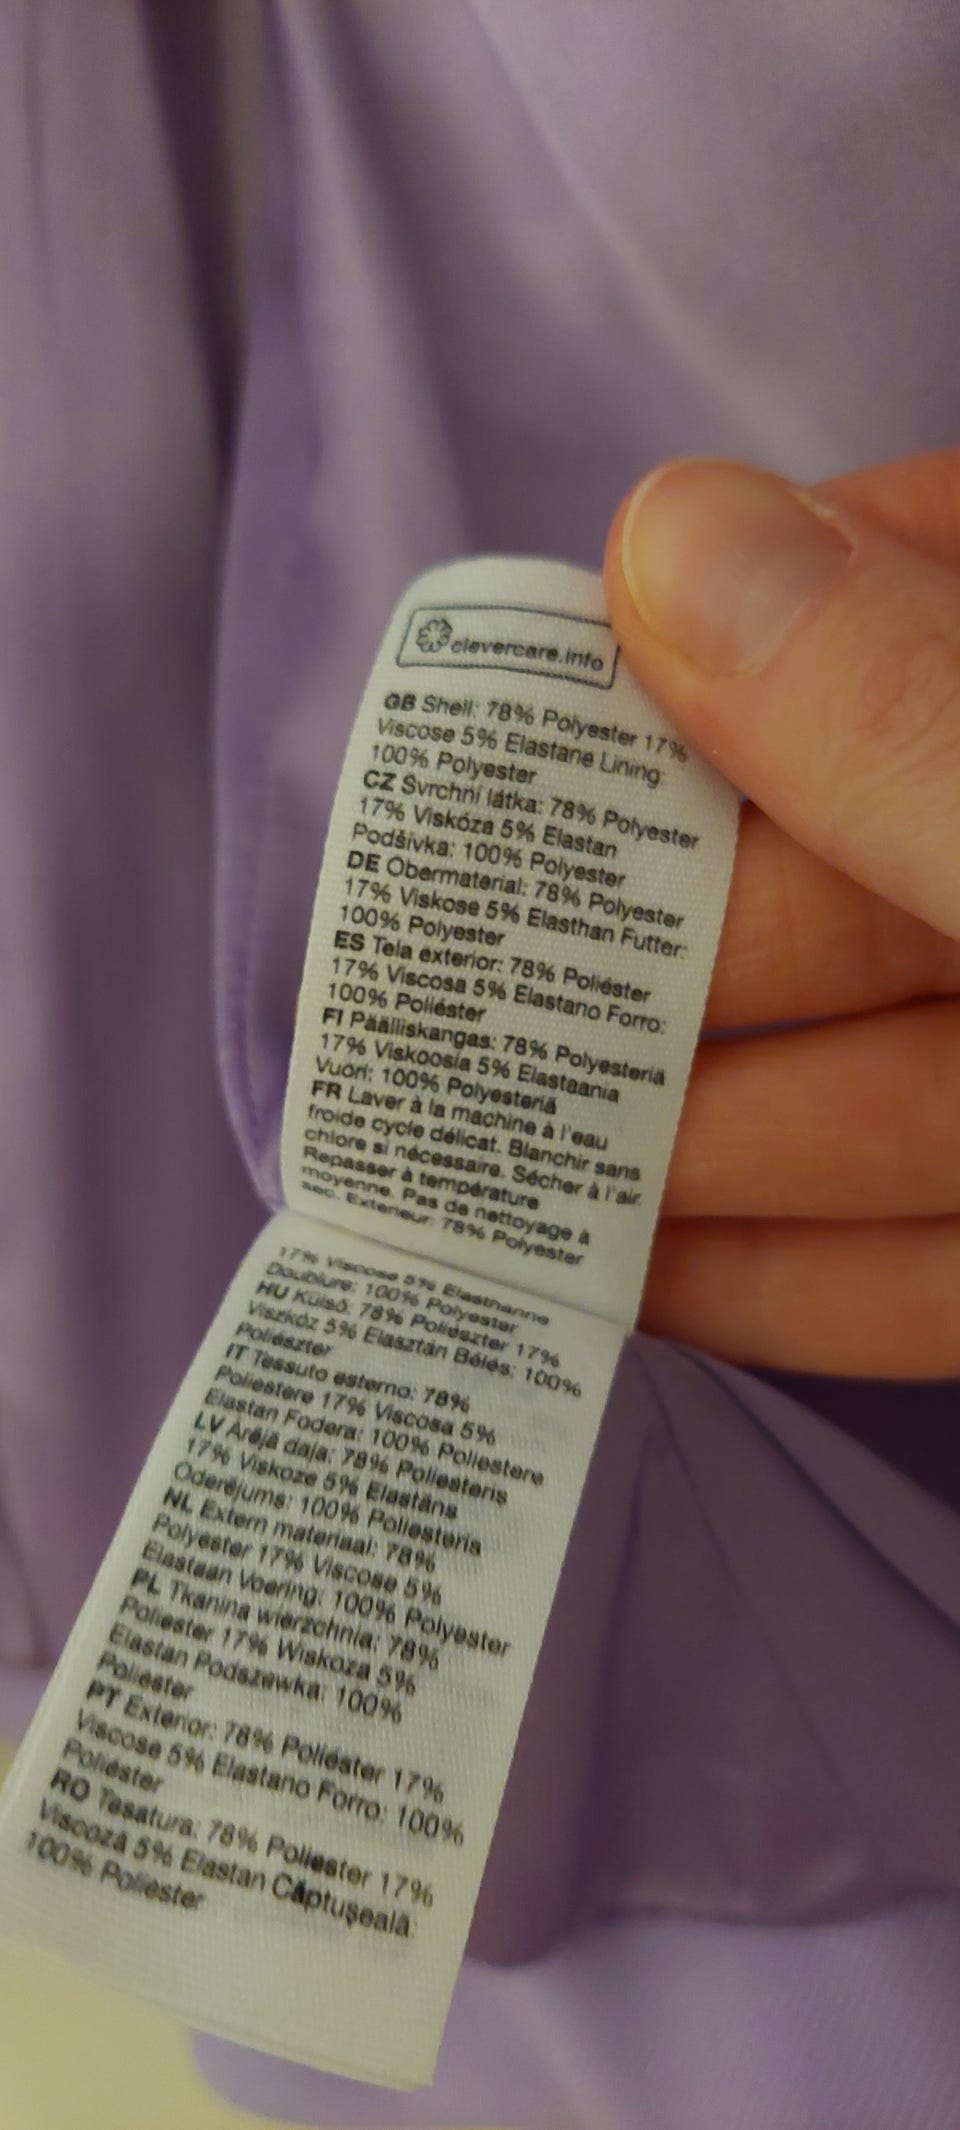 clevercare.info
GB Shell: 78% Polyester 17%
Viscose 5% Elastane Lining:
100% Polyester
CZ Svrchní látka: 78% Polyester
17% Viskóza 5% Elastan
Podšívka: 100% Polyester
DE Obermaterial: 78% Polyester
17% Viskose 5% Elasthan Futter:
100% Polyester
ES Tela exterior: 78% Poliéster
17% Viscosa 5% Elastano Forro:
100% Poliéster
FI Päälliskangas: 78% Polyesteriä
17% Viskoosia 5% Elastaania
Vuori: 100% Polyesteriä
FR Laver à la machine à l'eau
froide cycle délicat. Blanchir sans
chlore si nécessaire. Sécher à l'air.
Repasser à température
moyenne. Pas de nettoyage à
sec. Exterieur: 78% Polyester
17% Viscose 5% Elasthanne
Doublure: 100% Polyester
HU Külső: 78% Poliészter 17%
Viszkóz 5% Elasztán Bélés: 100%
Poliészter
IT Tessuto esterno: 78%
Poliestere 17% Viscosa 5%
Elastan Fodera: 100% Poliestere
LV Ārējā daļa: 78% Poliesteris
17% Viskoze 5% Elastāns
Oderējums: 100% Poliesteris
NL Extern materiaal: 78%
Polyester 17% Viscose 5%
Elastaan Voering: 100% Polyester
PL Tkanina wierzchnia: 78%
Poliester 17% Wiskoza 5%
Elastan Podszewka: 100%
Poliester
PT Exterior: 78% Poliéster 17%
Viscose 5% Elastano Forro: 100%
Poliéster
RO Tesatura: 78% Poliester 17%
Viscoză 5% Elastan Căptuşeală:
100% Poliester